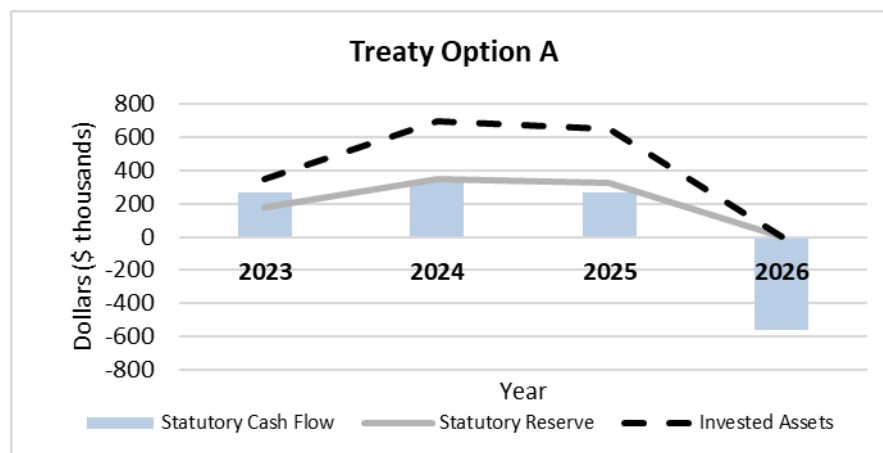 Treaty Option A
Dollars ($ thousands)
800
600
400
200
0
-200
-400
-600
-800
2023 2024 2025 2026
Year
Statutory Cash Flow Statutory Reserve Invested Assets